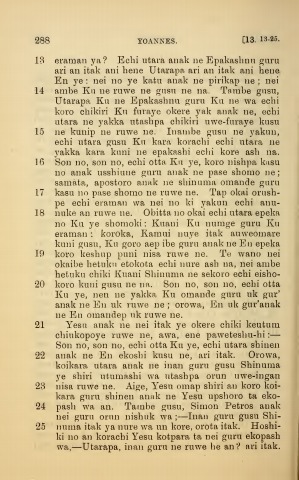 288 YOANNES. [13. 13-25.
13 eraman ya? Echi utara anak ne Epakashnu guru
ari an itak ani hene Utarapa ari an itak ani hene
En ye: nei no ye katu anak ne pirikap ne; nei
14 ambe Ku ne ruwe ne gusu ne na. Tambe gusu,
Utarapa Ku ne Epakashnu guru Ku ne wa echi
koro chikiri Ku furaye okere yak anak ne, echi
utara ne yakka utashpa chikiri uwe-furaye kusu
15 ne kunip ne ruwe ne. Inambe gusu ne yakun,
echi utara gusu Ku kara korachi echi utara ne
yakka kara kuni ne epakashi echi kore ash na.
16 Son no, son no, echi otta Ku ye, koro nishpa kasu
no anak usshiune guru anak ne pase shomo ne;
samata, apostoro anak ne shinuma omande guru
17 kasu no pase shomo ne ruwe ne. Tap okai orush-
pe echi eraman wa nei no ki yakun echi anu-
18 nuke an ruwe ne. Obitta no okai echi utara epeka
no Ku ye shomoki: Kuani Ku numge guru Ku
eraman: koroka, Kamui nuye itak anweomare
kuni gusu, Ku goro aep ibe guru anak ne En epeka
19 koro keshup puni nisa ruwe ne. Te wano nei
okaibe hetuku etokota echi nure ash na, nei ambe
hetuku chiki Kuani Shinuma ne sekoro echi eisho-
20 koro kuni gusu ne na. Son no, son no, echi otta
Ku ye, nen ne yakka Ku omande guru uk gur'
anak ne En uk ruwe ne; orowa, En uk gur'anak
ne En omandep uk ruwe ne.
21 Yesu anak ne nei itak ye okere chiki keutum
chiukopoye ruwe ne, awa, ene paweteshu-hi:—
Son no, son no, echi otta Ku ye, echi utara shinen
22 anak ne En ekoshi kusu ne, ari itak. Orowa,
koikara utara anak ne inan guru gusu Shinuma
ye shiri utumashi wa utashpa orun uwe-ingan
23 nisa ruwe ne. Aige, Yesu omap shiri an koro koi-
kara guru shinen anak ne Yesu upshoro ta eko-
24 pash wa an. Tambe gusu, Simon Petros anak
nei guru orun nishuk wa;—Inan guru gusu Shi-
25 numa itak ya nure wa un kore, orota itak. Hoshi-
ki no an korachi Yesu kotpara ta nei guru ekopash
wa,—Utarapa, inan guru ne ruwe he an? ari itak.